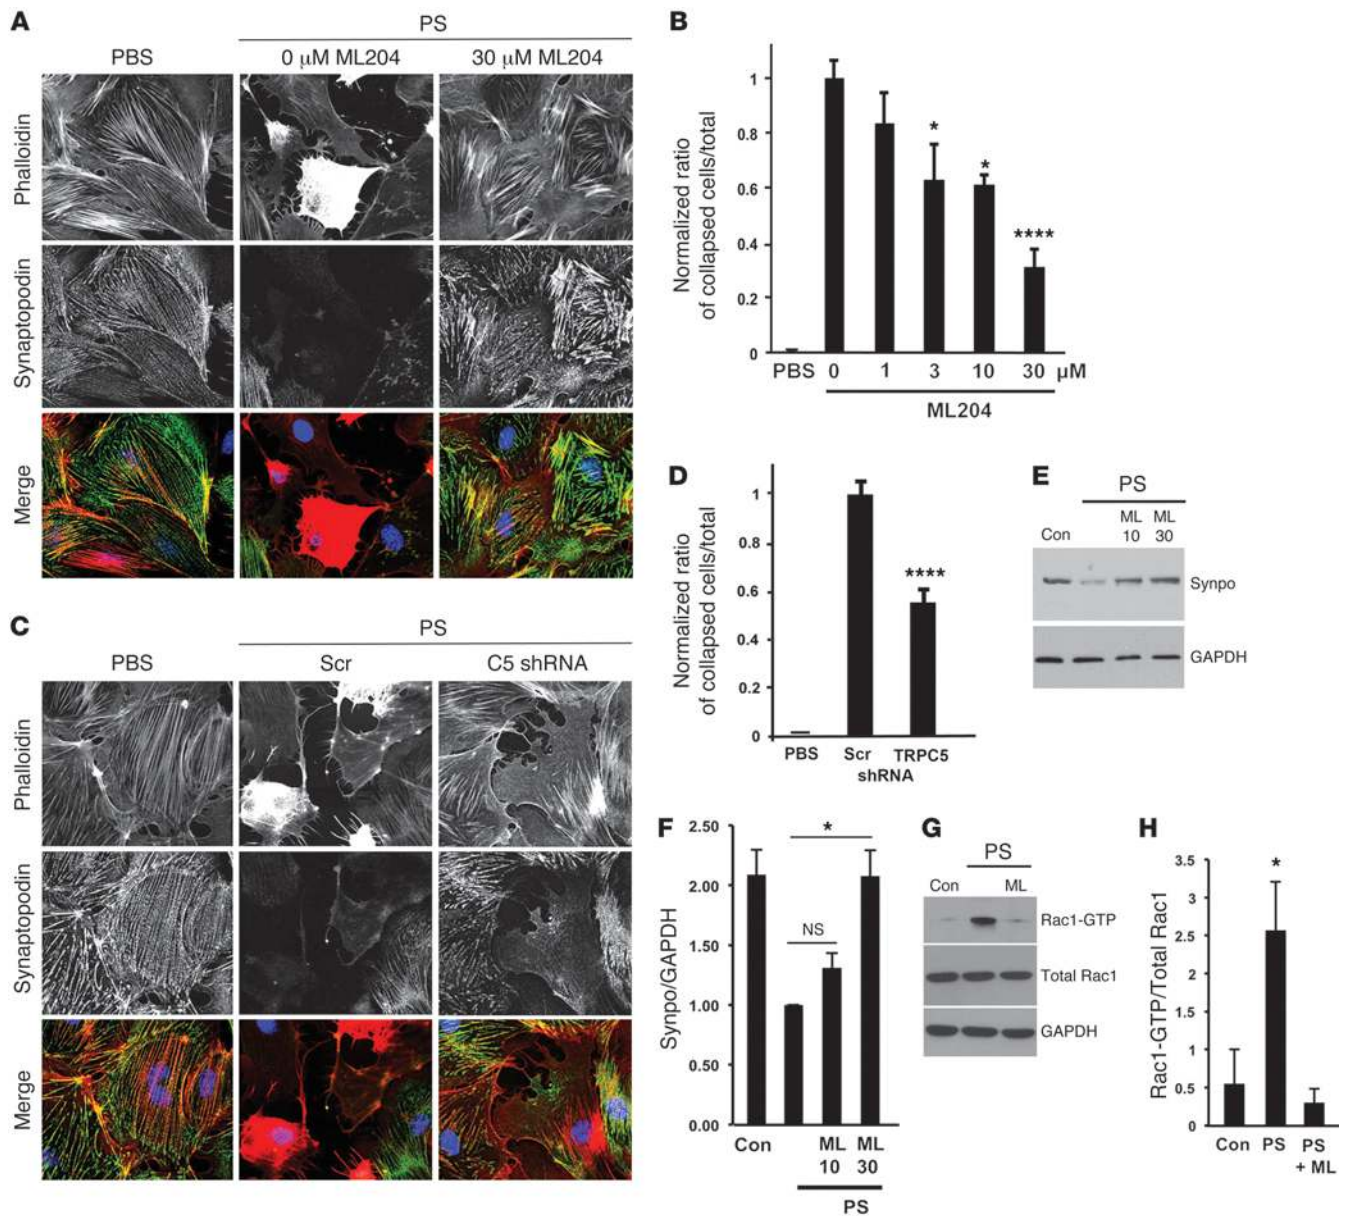 A
PS
PBS
0 μM ML204
30 μM ML204
Phalloidin
Synaptopodin
Merge
B
Normalized ratio
of collapsed cells/total
1
0.8
0.6
0.4
0.2
0
*
*
****
PBS 0 1 3 10 30 μM
ML204
C
PS
PBS
Scr
C5 shRNA
Phalloidin
Synaptopodin
Merge
D
Normalized ratio
of collapsed cells/total
1
0.8
0.6
0.4
0.2
0
****
PBS Scr TRPC5
shRNA
E
PS
Con ML ML
10 30
Synpo
GAPDH
F
Synpo/GAPDH
2.50
2.00
1.50
1.00
0.50
0.00
*
NS
Con ML ML
10 30
PS
G
PS
Con ML
Rac1-GTP
Total Rac1
GAPDH
H
Rac1-GTP/Total Rac1
3.5
3
2.5
2
1.5
1
0.5
0
*
Con PS PS
+ ML